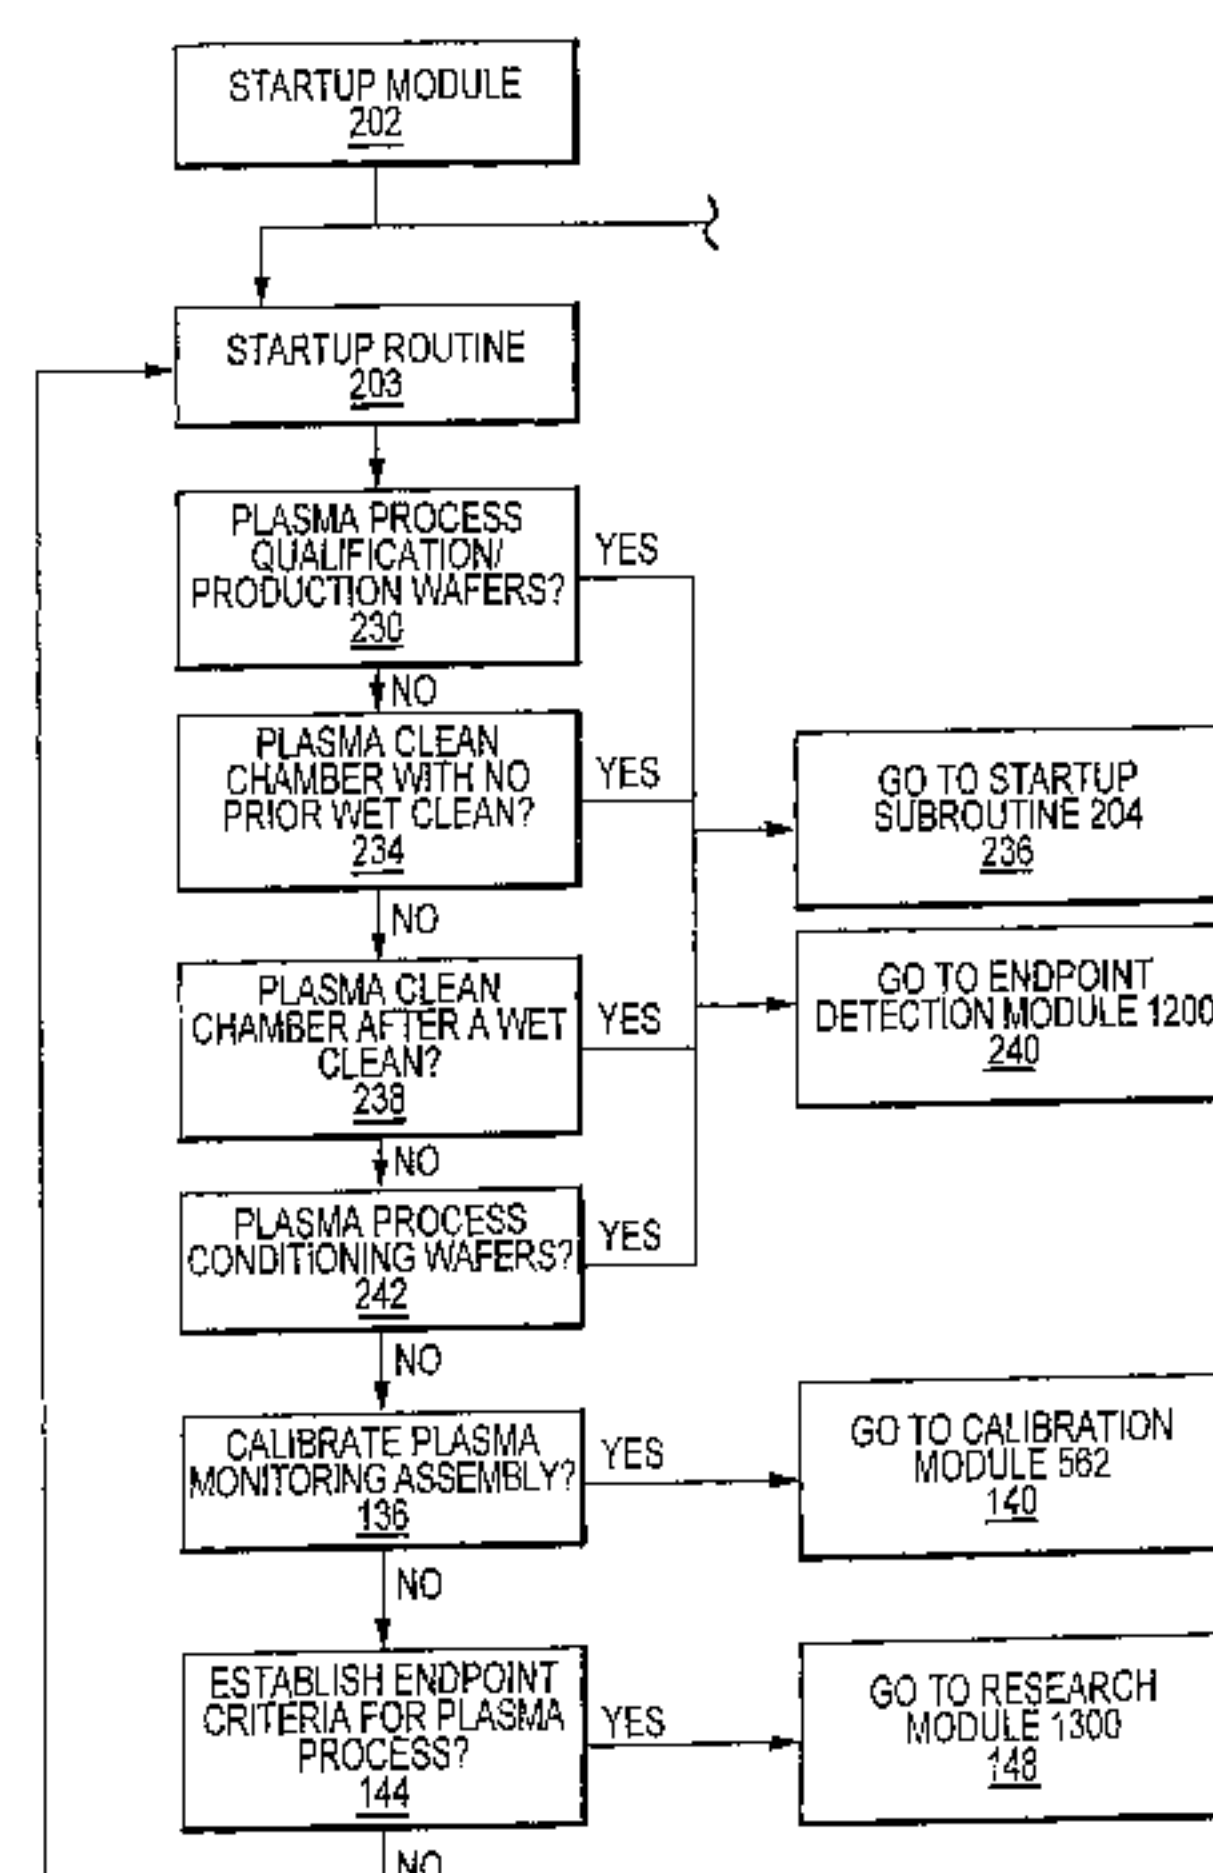 STARTUP MODULE
202
STARTUP ROUTINE
203
PLASMA PROCESS
QUALIFICATION/
PRODUCTION WAFERS?
230
YES
NO
PLASMA CLEAN
CHAMBER WITH NO
PRIOR WET CLEAN?
234
YES
GO TO STARTUP
SUBROUTINE 204
236
NO
PLASMA CLEAN
CHAMBER AFTER A WET
CLEAN?
238
YES
GO TO ENDPOINT
DETECTION MODULE 1200
240
NO
PLASMA PROCESS
CONDITIONING WAFERS?
242
YES
NO
CALIBRATE PLASMA
MONITORING ASSEMBLY?
136
YES
GO TO CALIBRATION
MODULE 562
140
NO
ESTABLISH ENDPOINT
CRITERIA FOR PLASMA
PROCESS?
144
YES
GO TO RESEARCH
MODULE 1300
148
NO